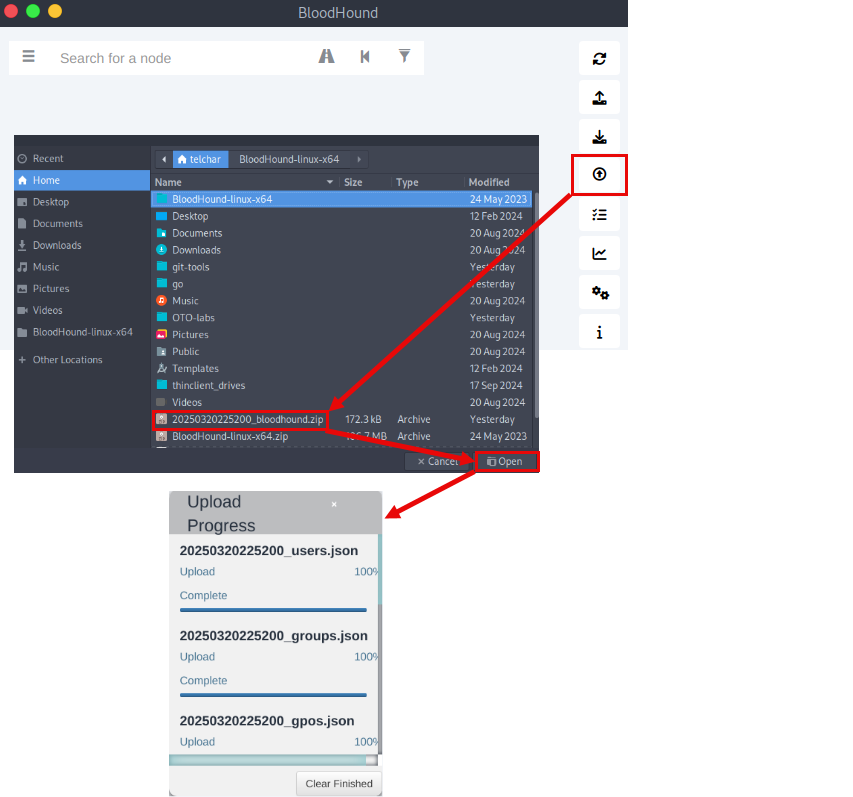 BloodHound
Search for a node
telchar BloodHound-linux-x64
Recent
Home
Desktop
Documents
Downloads
Music
Pictures
Videos
BloodHound-linux-x64
+ Other Locations
Name Size Type Modified
BloodHound-linux-x64 24 May 2023
Desktop 12 Feb 2024
Documents 20 Aug 2024
Downloads 20 Aug 2024
git-tools Yesterday
go Yesterday
Music 20 Aug 2024
OTO-labs Yesterday
Pictures 20 Aug 2024
Public 20 Aug 2024
Templates 12 Feb 2024
thinclient_drives 17 Sep 2024
Videos 20 Aug 2024
20250320225200_bloodhound.zip 172.3 kB Archive Yesterday
BloodHound-linux-x64.zip MB Archive 24 May 2023
Cancel Open
Upload Progress ×
20250320225200_users.json
Upload 100%
Complete
20250320225200_groups.json
Upload 100%
Complete
20250320225200_gpos.json
Upload 100%
Clear Finished